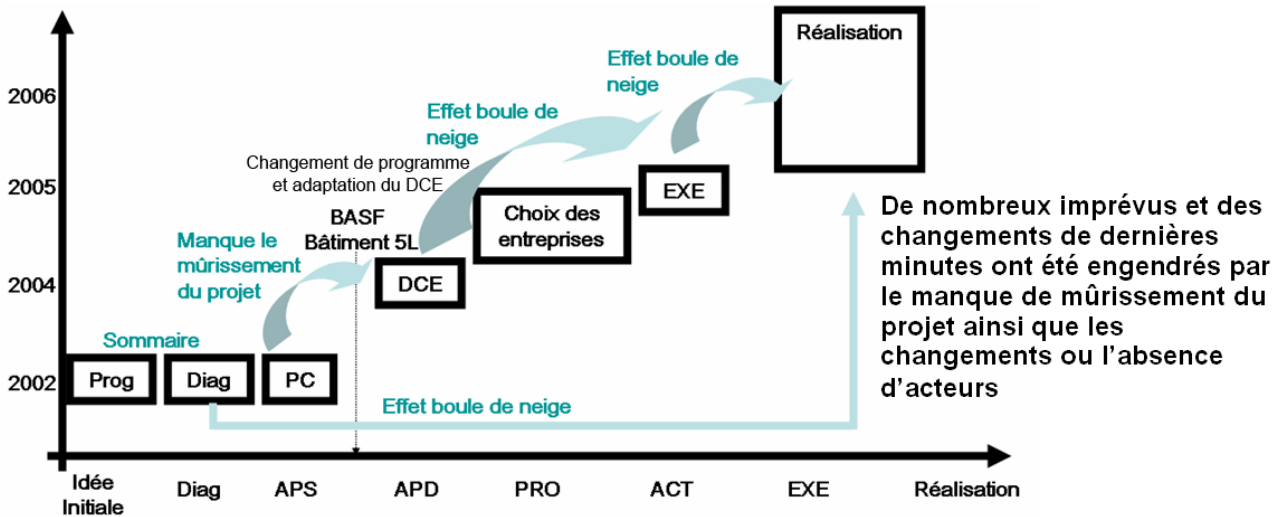 Réalisation
Effet boule de
neige
2006
Effet boule de
neige
Changement de programme
et adaptation du DCE
2005
EXE
BASF
Bâtiment 5L
Choix des
entreprises
Manque le
mûrissement
du projet
De nombreux imprévus et des
changements de dernières
minutes ont été engendrés par
le manque de mûrissement du
projet ainsi que les
changements ou l'absence
d'acteurs
2004
DCE
Sommaire
2002
Prog
Diag
PC
Effet boule de neige
Idée
Initiale
Diag
APS
APD
PRO
ACT
EXE
Réalisation